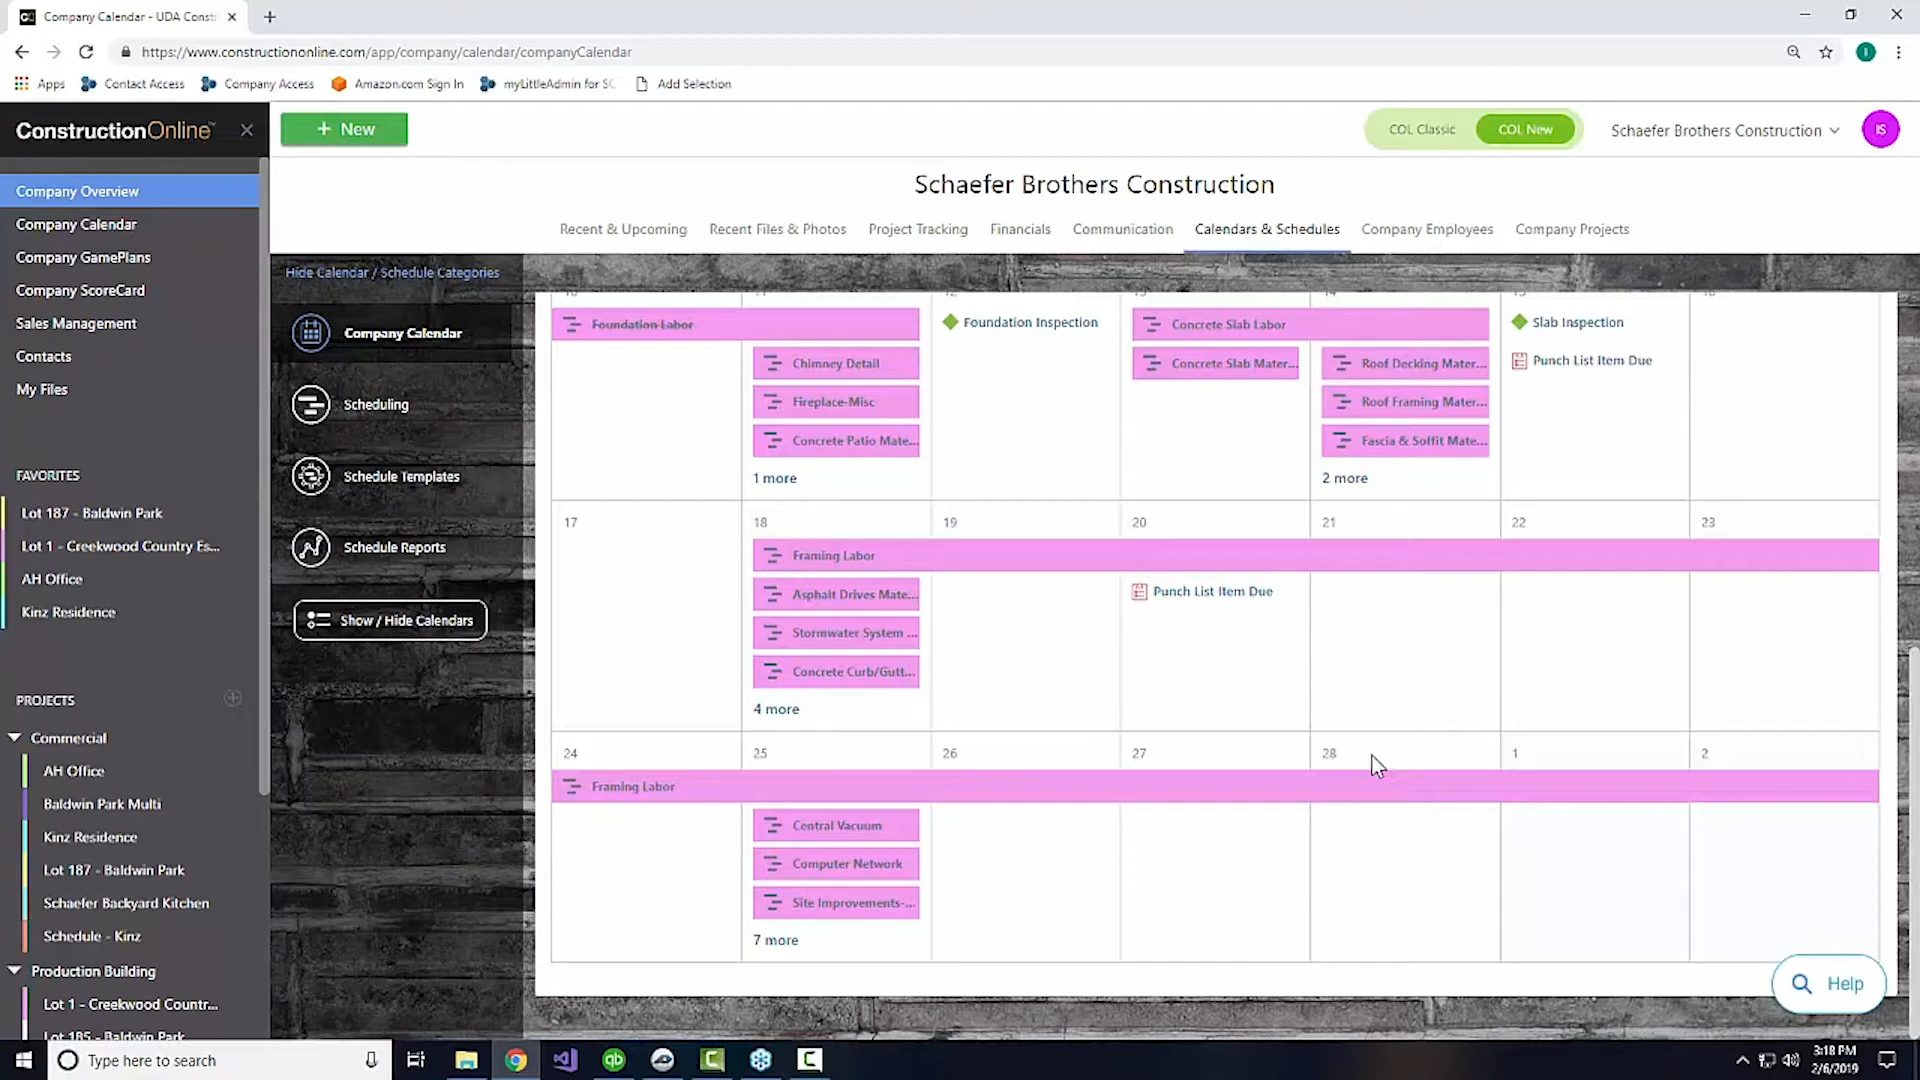 Company Calendar - UDA Const
https://www.constructiononline.com/app/company/calendar/companyCalendar
Apps
Contact Access
Company Access
Amazon.com Sign In
myLittleAdmin for SQ
Add Selection
ConstructionOnline™
+ New
COL Classic
COL New
Schaefer Brothers Construction
IS
Company Overview
Company Calendar
Company GamePlans
Company ScoreCard
Sales Management
Contacts
My Files
FAVORITES
Lot 187 - Baldwin Park
Lot 1 - Creekwood Country Es...
AH Office
Kinz Residence
PROJECTS
Commercial
AH Office
Baldwin Park Multi
Kinz Residence
Lot 187 - Baldwin Park
Schaefer Backyard Kitchen
Schedule - Kinz
Production Building
Lot 1 - Creekwood Countr...
Lot 185 - Baldwin Park
Schaefer Brothers Construction
Recent & Upcoming
Recent Files & Photos
Project Tracking
Financials
Communication
Calendars & Schedules
Company Employees
Company Projects
Hide Calendar / Schedule Categories
Company Calendar
Scheduling
Schedule Templates
Schedule Reports
Show / Hide Calendars
Foundation Labor
Foundation Inspection
Concrete Slab Labor
Slab Inspection
Chimney Detail
Concrete Slab Mater...
Roof Decking Mater...
Punch List Item Due
Fireplace-Misc
Roof Framing Mater...
Concrete Patio Mate...
Fascia & Soffit Mate...
1 more
2 more
17
18
19
20
21
22
23
Framing Labor
Asphalt Drives Mate...
Punch List Item Due
Stormwater System ...
Concrete Curb/Gutt...
4 more
24
25
26
27
28
1
2
Framing Labor
Central Vacuum
Computer Network
Site Improvements-...
7 more
Help
Type here to search
3:18 PM
2/6/2019